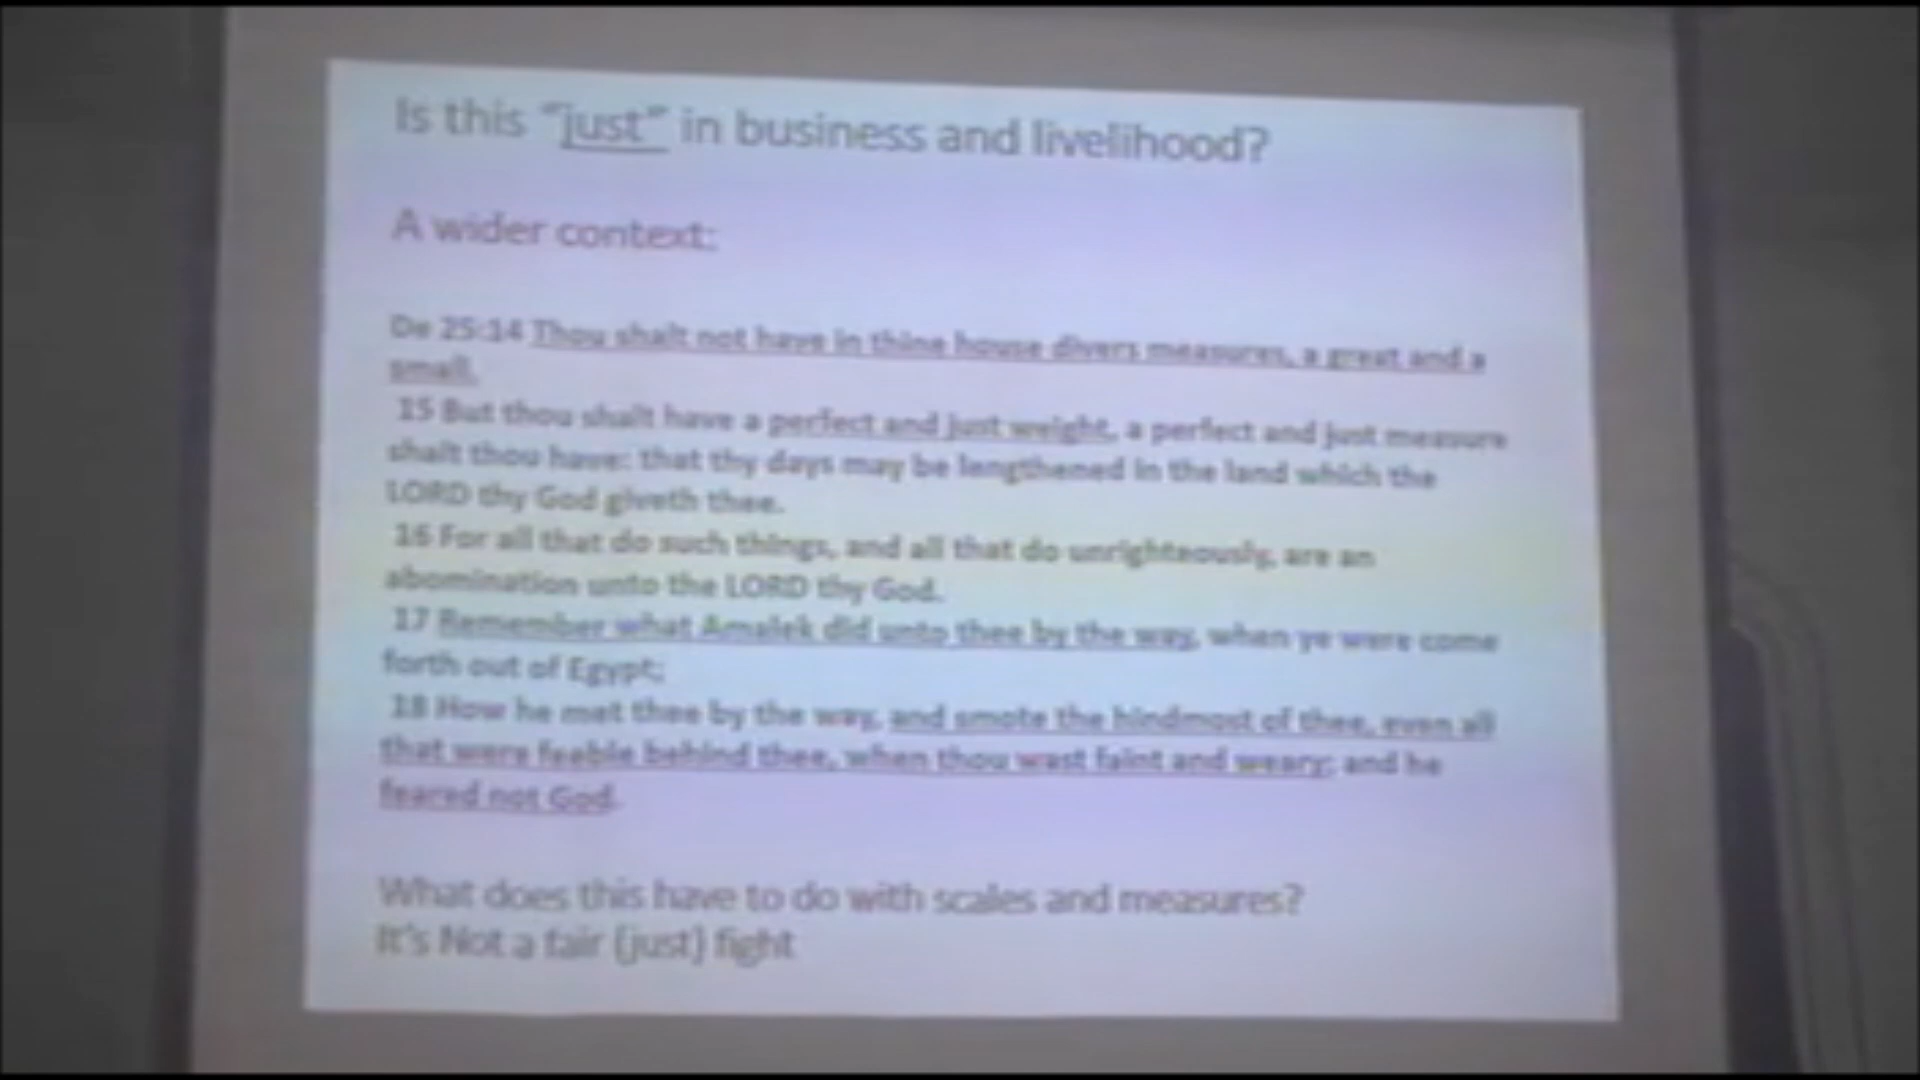 Is this "just" in business and livelihood?
A wider context:
De 25:14 Thou shalt not have in thine house divers measures, a great and a
small.
15 But thou shalt have a perfect and just weight, a perfect and just measure
shalt thou have: that thy days may be lengthened in the land which the
LORD thy God giveth thee.
16 For all that do such things, and all that do unrighteously, are an
abomination unto the LORD thy God.
17 Remember what Amalek did unto thee by the way, when ye were come
forth out of Egypt;
18 How he met thee by the way, and smote the hindmost of thee, even all
that were feeble behind thee, when thou wast faint and weary; and he
feared not God.
What does this have to do with scales and measures?
It's Not a fair (just) fight